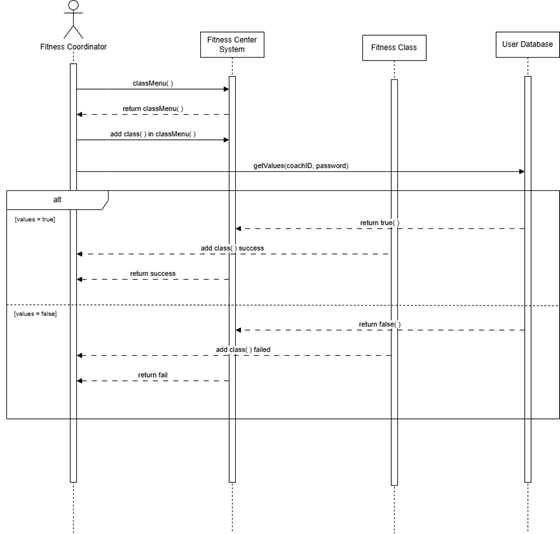 Fitness Coordinator
Fitness Center
System
Fitness Class
User Database
classMenu( )
return classMenu( )
add class( ) in classMenu( )
getValues(coachID, password)
alt
[values = true]
return true( )
add class( ) success
return success
[values = false]
return false( )
add class( ) failed
return fail